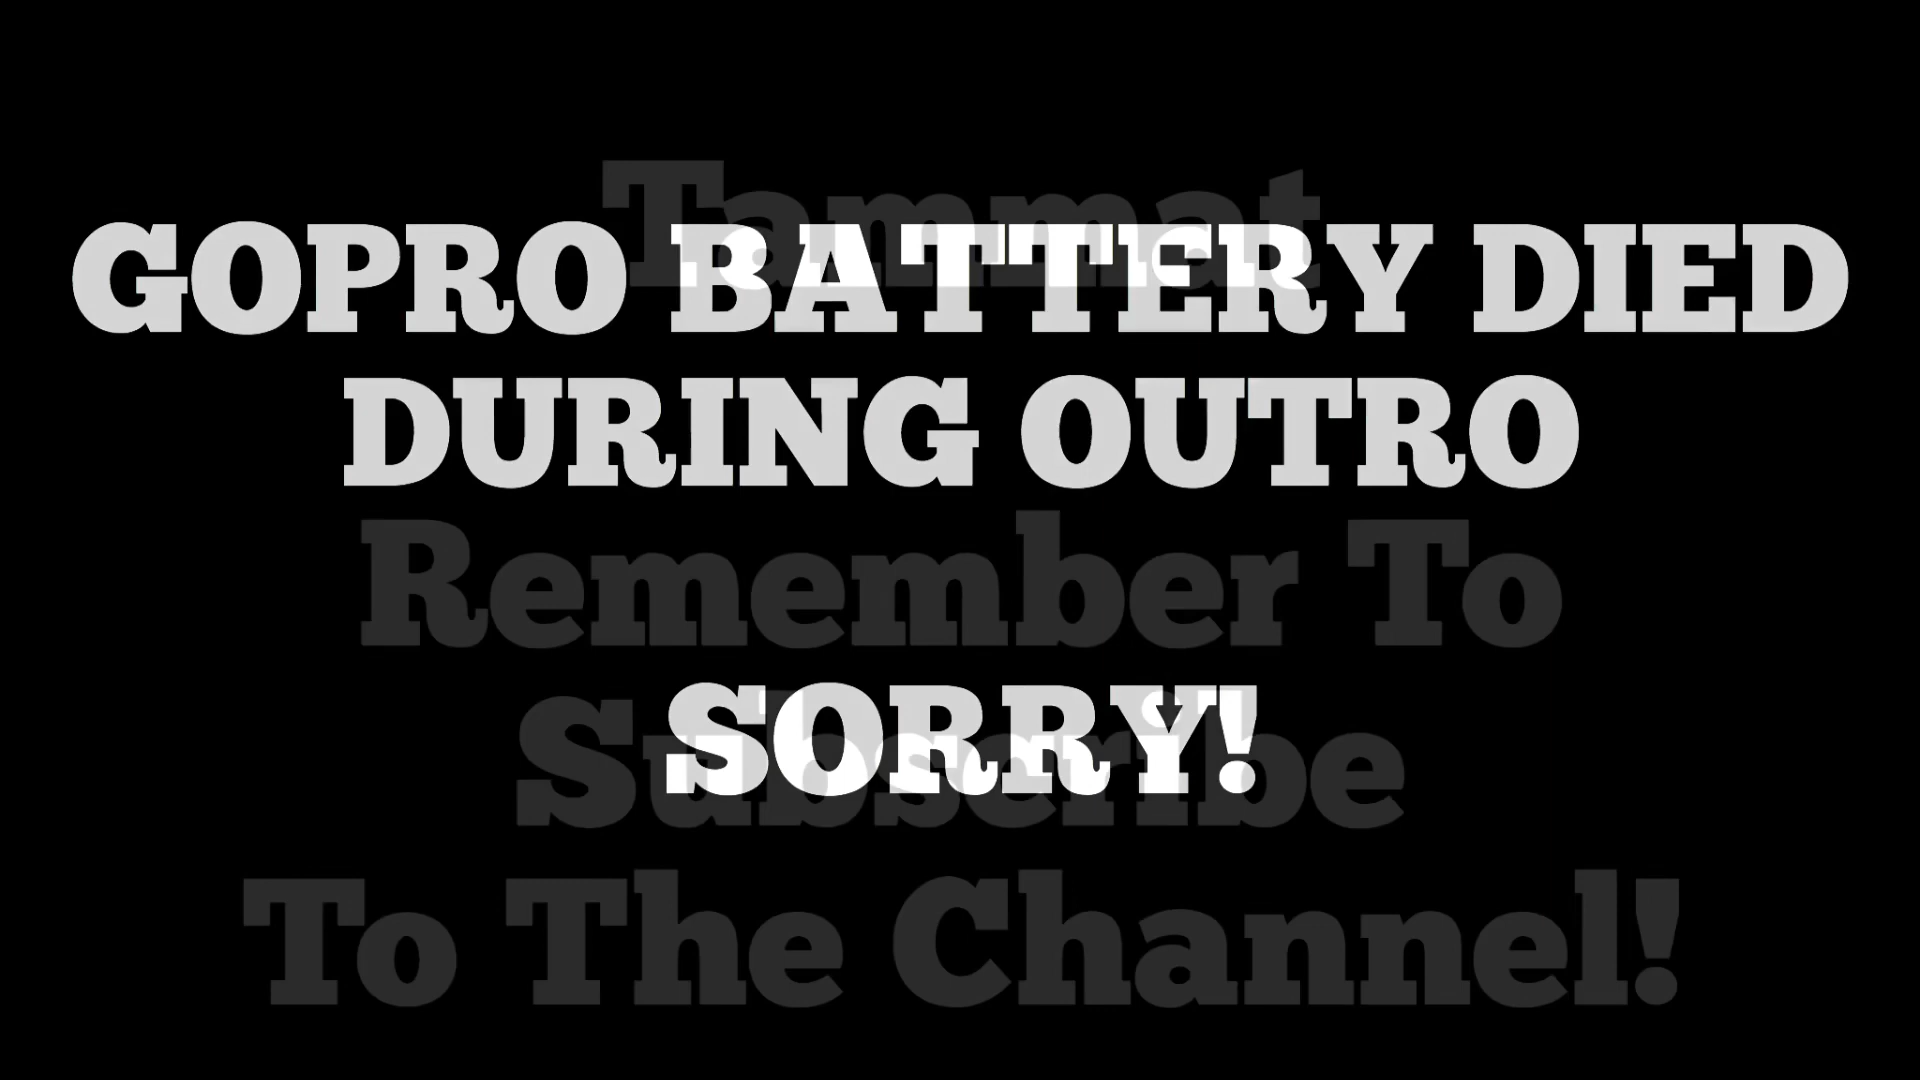 Tammat
GOPRO BATTERY DIED
DURING OUTRO
Remember To
SORRY!
Subscribe
To The Channel!